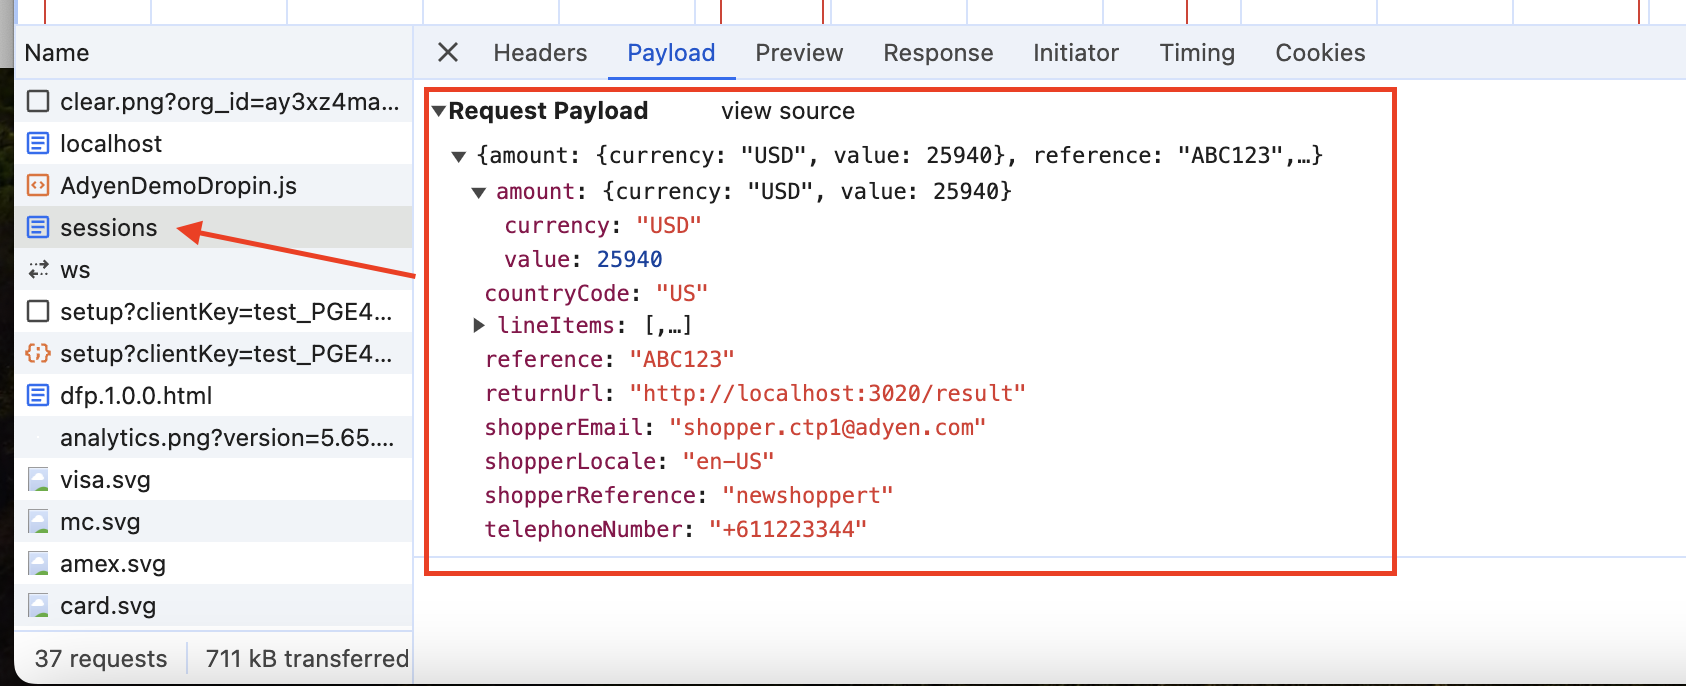 Name
Headers Payload Preview Response Initiator Timing Cookies
clear.png?org_id=ay3xz4ma...
localhost
AdyenDemoDropin.js
sessions
ws
setup?clientKey=test_PGE4...
setup?clientKey=test_PGE4...
dfp.1.0.0.html
analytics.png?version=5.65....
visa.svg
mc.svg
amex.svg
card.svg
37 requests 711 kB transferred
Request Payload view source
{amount: {currency: "USD", value: 25940}, reference: "ABC123",…}
amount: {currency: "USD", value: 25940}
currency: "USD"
value: 25940
countryCode: "US"
lineItems: [,…]
reference: "ABC123"
returnUrl: "http://localhost:3020/result"
shopperEmail: "shopper.ctp1@adyen.com"
shopperLocale: "en-US"
shopperReference: "newshoppert"
telephoneNumber: "+611223344"